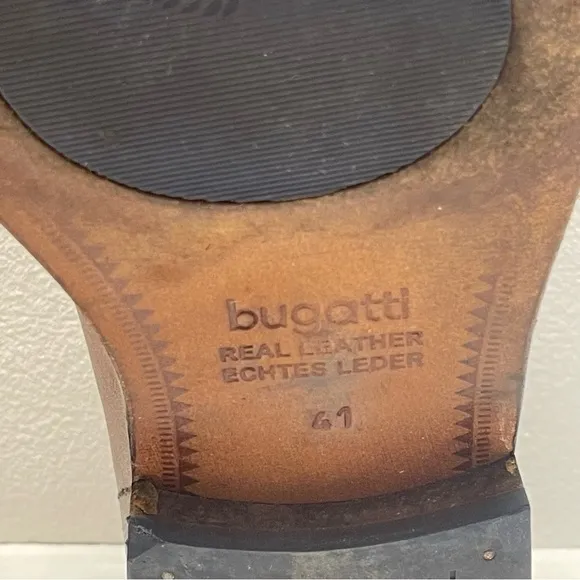 bugatti
REAL LEATHER
ECHTES LEDER
41